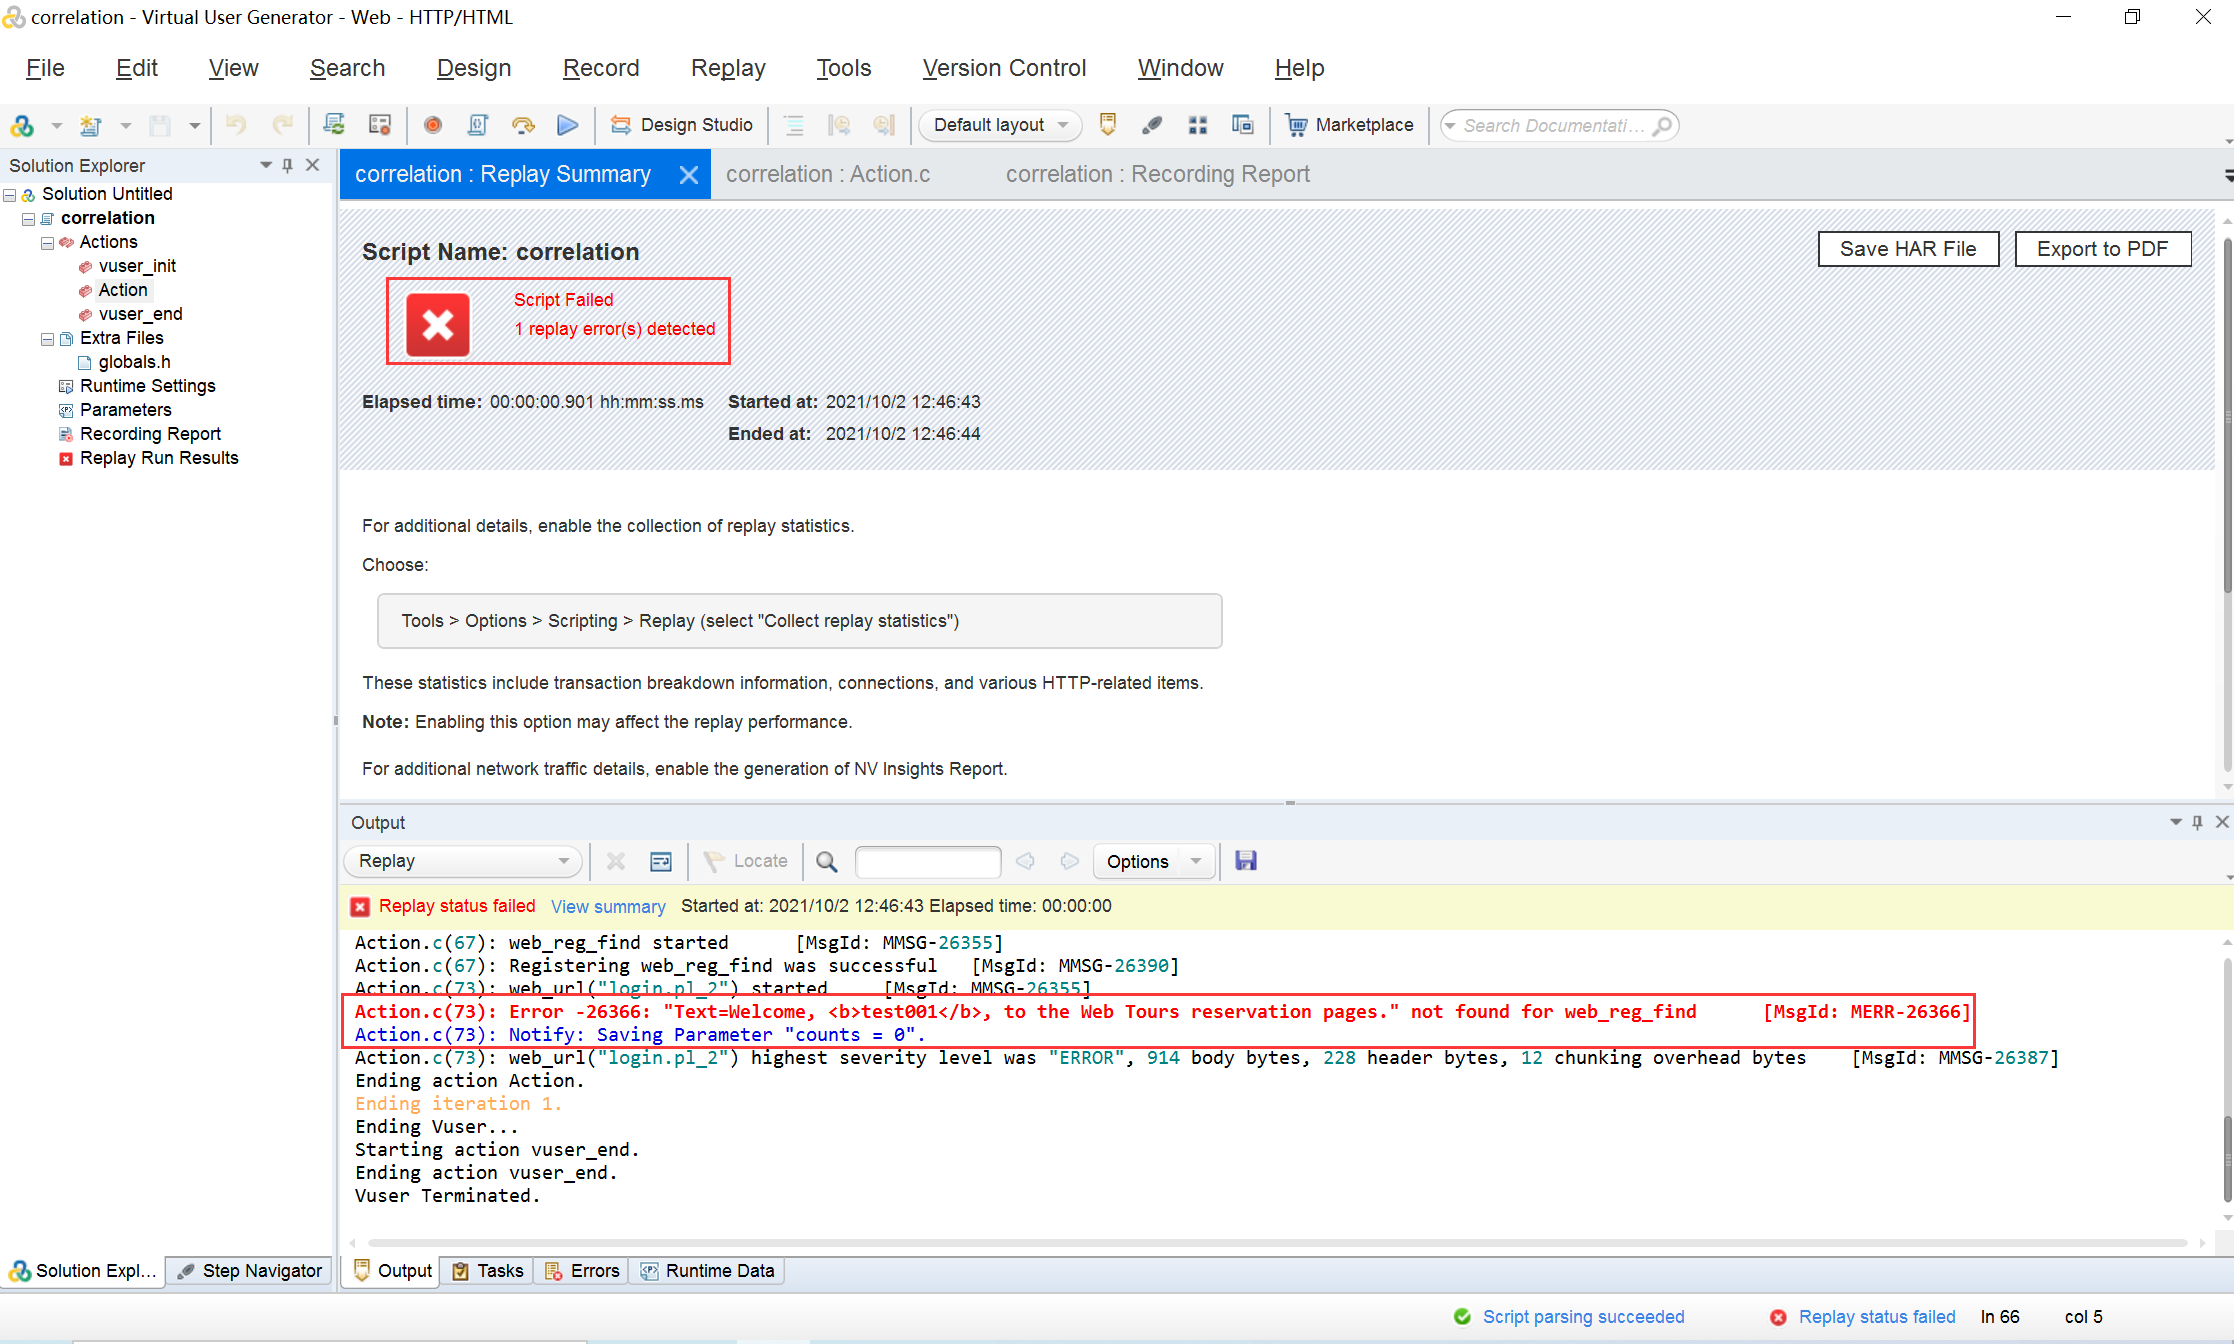 correlation - Virtual User Generator - Web - HTTP/HTML
File Edit View Search Design Record Replay Tools Version Control Window Help
Design Studio Default layout Marketplace Search Documentati...
Solution Explorer
Solution Untitled
correlation
Actions
vuser_init
Action
vuser_end
Extra Files
globals.h
Runtime Settings
Parameters
Recording Report
Replay Run Results
correlation : Replay Summary correlation : Action.c correlation : Recording Report
Script Name: correlation
Save HAR File Export to PDF
Script Failed
1 replay error(s) detected
Elapsed time: 00:00:00.901 hh:mm:ss.ms Started at: 2021/10/2 12:46:43
Ended at: 2021/10/2 12:46:44
For additional details, enable the collection of replay statistics.
Choose:
Tools > Options > Scripting > Replay (select "Collect replay statistics")
These statistics include transaction breakdown information, connections, and various HTTP-related items.
Note: Enabling this option may affect the replay performance.
For additional network traffic details, enable the generation of NV Insights Report.
Output
Replay Locate Options
Replay status failed View summary Started at: 2021/10/2 12:46:43 Elapsed time: 00:00:00
Action.c(67): web_reg_find started [MsgId: MMSG-26355]
Action.c(67): Registering web_reg_find was successful [MsgId: MMSG-26390]
Action.c(73): web_url("login.pl_2") started [MsgId: MMSG-26355]
Action.c(73): Error -26366: "Text=Welcome, <b>test001</b>, to the Web Tours reservation pages." not found for web_reg_find [MsgId: MERR-26366]
Action.c(73): Notify: Saving Parameter "counts = 0".
Action.c(73): web_url("login.pl_2") highest severity level was "ERROR", 914 body bytes, 228 header bytes, 12 chunking overhead bytes [MsgId: MMSG-26387]
Ending action Action.
Ending iteration 1.
Ending Vuser...
Starting action vuser_end.
Ending action vuser_end.
Vuser Terminated.
Solution Expl... Step Navigator Output Tasks Errors Runtime Data
Script parsing succeeded Replay status failed ln 66 col 5